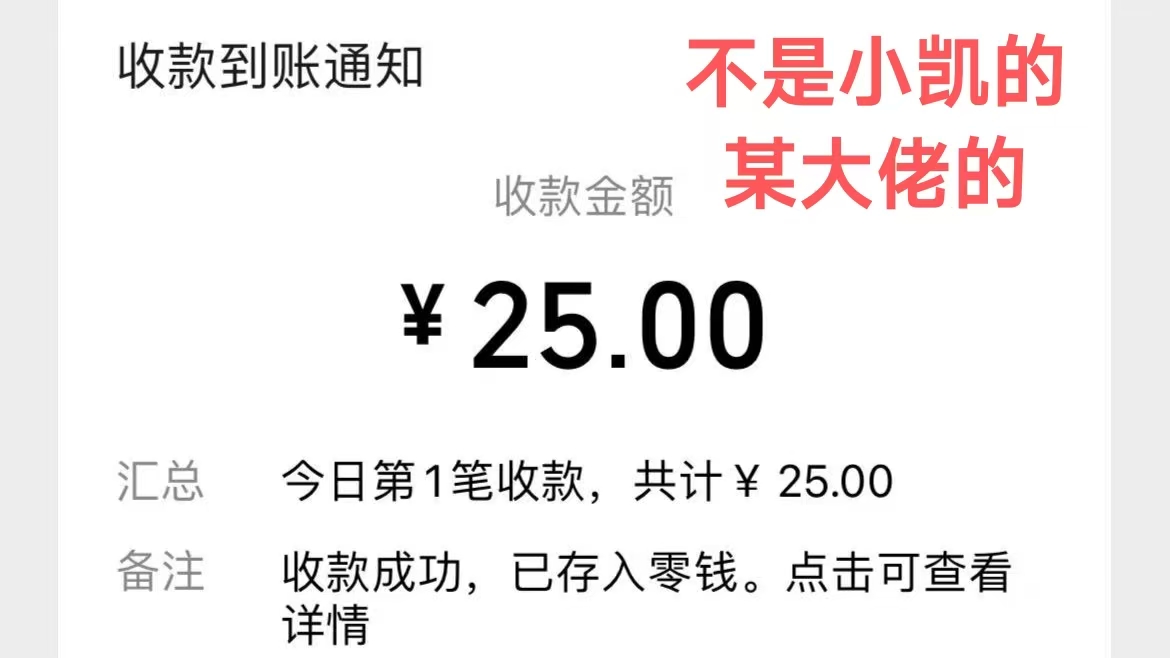 收款到账通知
不是小凯的
某大佬的
收款金额
¥25.00
汇总 今日第1笔收款，共计¥ 25.00
备注 收款成功，已存入零钱。点击可查看
详情